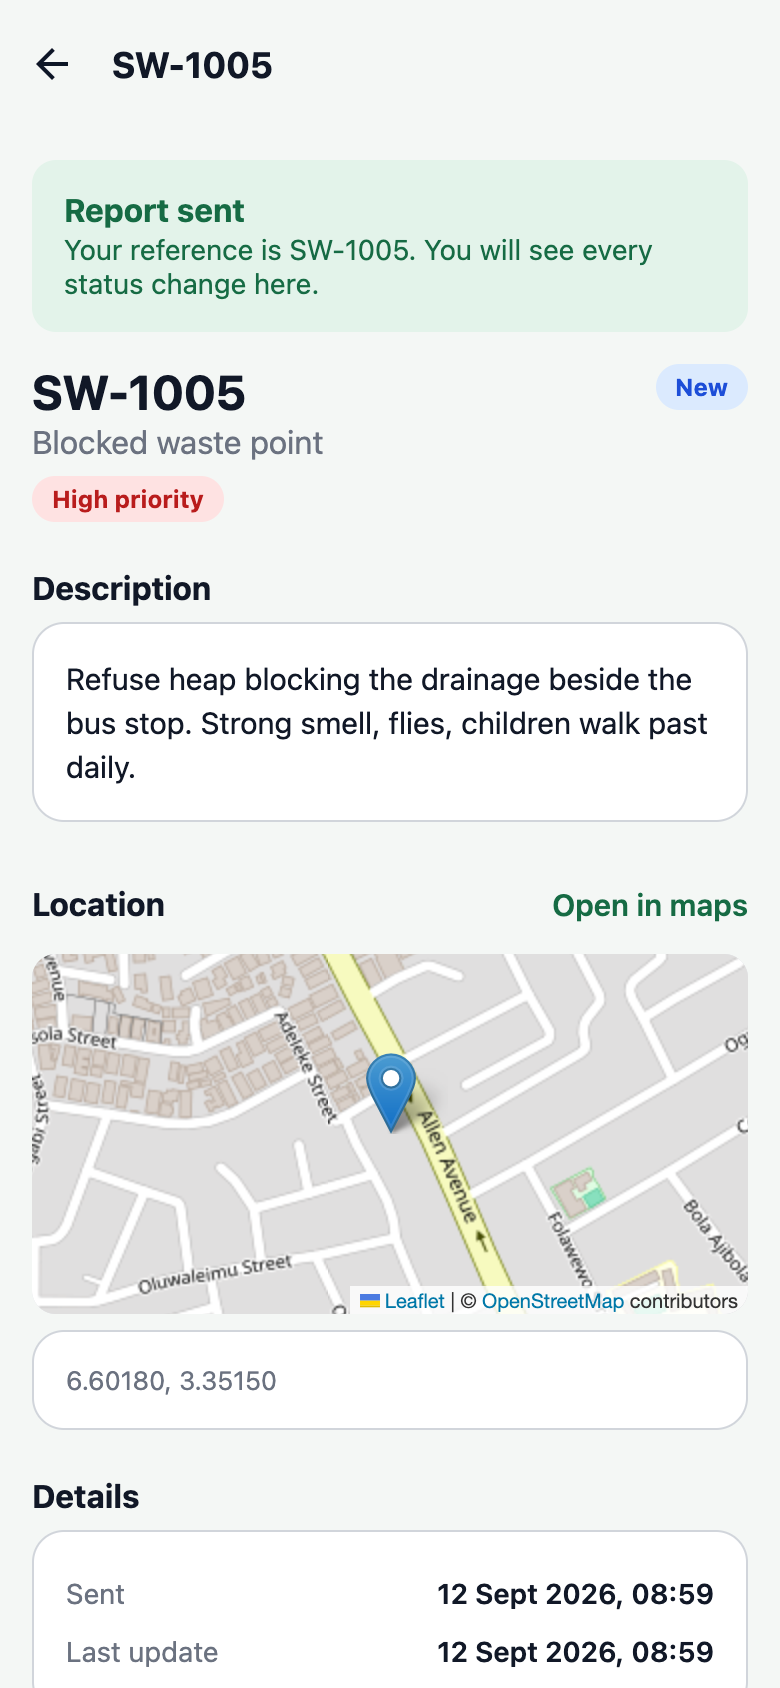 SW-1005
Report sent
Your reference is SW-1005. You will see every
status change here.
SW-1005
New
Blocked waste point
High priority
Description
Refuse heap blocking the drainage beside the
bus stop. Strong smell, flies, children walk past
daily.
Location
Open in maps
venue
sola Street
Adeleke Street
Street
Allen Avenue
Og
Folawewo
Bola Ajibola
Oluwaleimu Street
Leaflet | © OpenStreetMap contributors
6.60180, 3.35150
Details
Sent
12 Sept 2026, 08:59
Last update
12 Sept 2026, 08:59